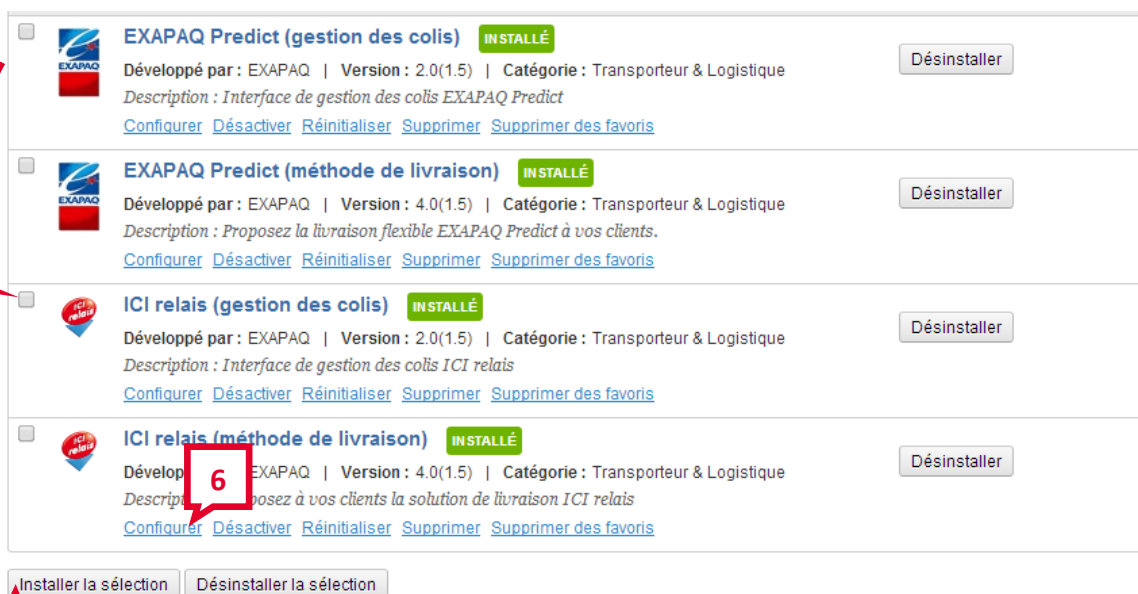 EXAPAQ Predict (gestion des colis) INSTALLÉ
EXAPAQ
Désinstaller
Développé par : EXAPAQ | Version : 2.0(1.5) | Catégorie : Transporteur & Logistique
Description : Interface de gestion des colis EXAPAQ Predict
Configurer Désactiver Réinitialiser Supprimer Supprimer des favoris
EXAPAQ Predict (méthode de livraison) INSTALLÉ
EXAPAQ
Désinstaller
Développé par : EXAPAQ | Version : 4.0(1.5) | Catégorie : Transporteur & Logistique
Description : Proposez la livraison flexible EXAPAQ Predict à vos clients.
Configurer Désactiver Réinitialiser Supprimer Supprimer des favoris
ICI relais (gestion des colis) INSTALLÉ
ICI
relais
Désinstaller
Développé par : EXAPAQ | Version : 2.0(1.5) | Catégorie : Transporteur & Logistique
Description : Interface de gestion des colis ICI relais
Configurer Désactiver Réinitialiser Supprimer Supprimer des favoris
ICI relais (méthode de livraison) INSTALLÉ
ICI
relais
Désinstaller
EXAPAQ | Version : 4.0(1.5) | Catégorie : Transporteur & Logistique
6
à vos clients la solution de livraison ICI relais
Configurer Désactiver Réinitialiser Supprimer Supprimer des favoris
Installer la sélection Désinstaller la sélection